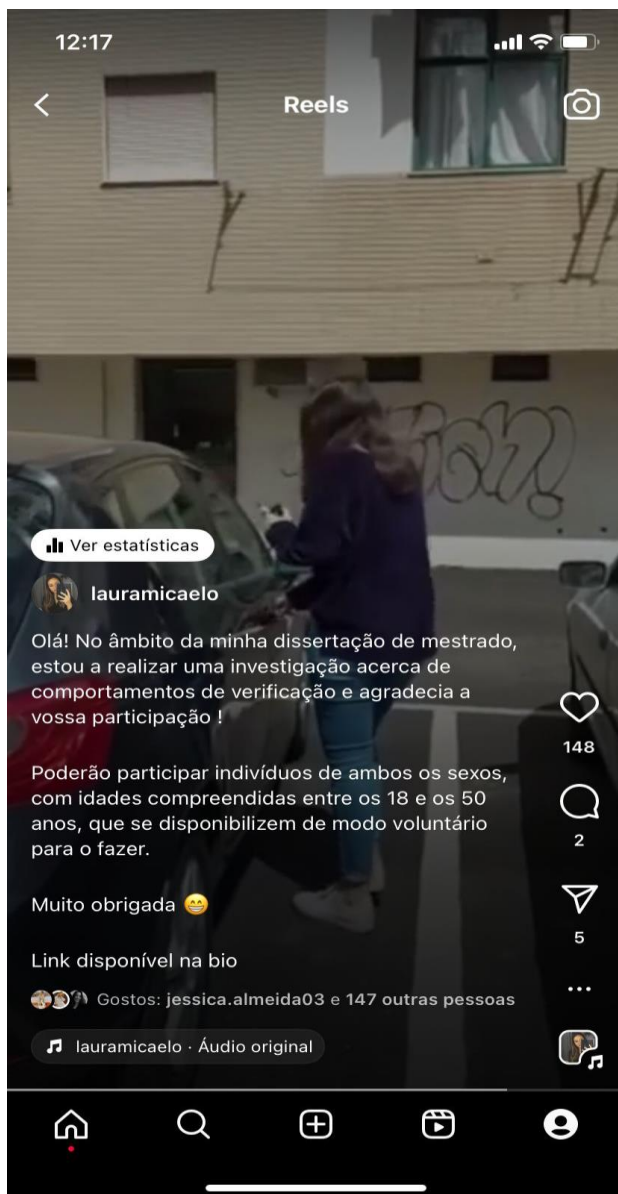 12:17
Reels
Ver estatísticas
lauramicaelo
Olá! No âmbito da minha dissertação de mestrado,
estou a realizar uma investigação acerca de
comportamentos de verificação e agradecia a
vossa participação !
Poderão participar indivíduos de ambos os sexos,
com idades compreendidas entre os 18 e os 50
anos, que se disponibilizem de modo voluntário
para o fazer.
Muito obrigada 😁
Link disponível na bio
Gostos: jessica.almeida03 e 147 outras pessoas
lauramicaelo · Áudio original
148
2
5